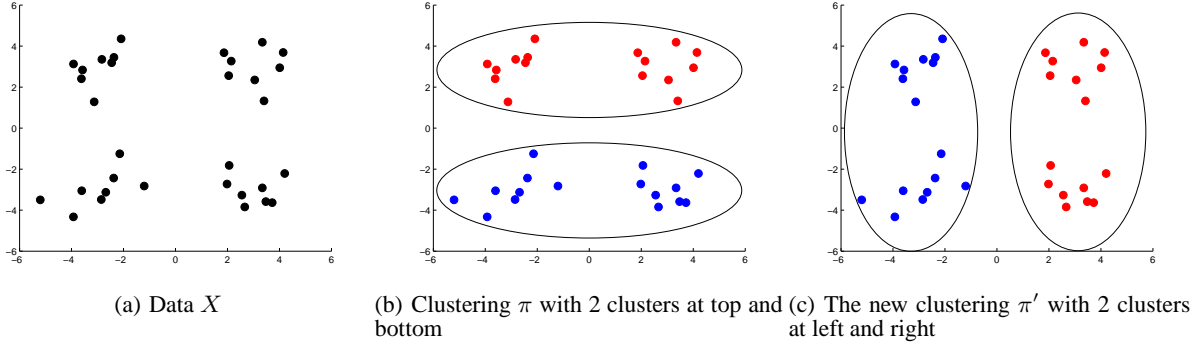 6
4
2
0
−2
−4
−6
−6 −4 −2 0 2 4 6
6
4
2
0
−2
−4
−6
−6 −4 −2 0 2 4 6
6
4
2
0
−2
−4
−6
−6 −4 −2 0 2 4 6
(a) Data X
(b) Clustering π with 2 clusters at top and
bottom
(c) The new clustering π′ with 2 clusters
at left and right